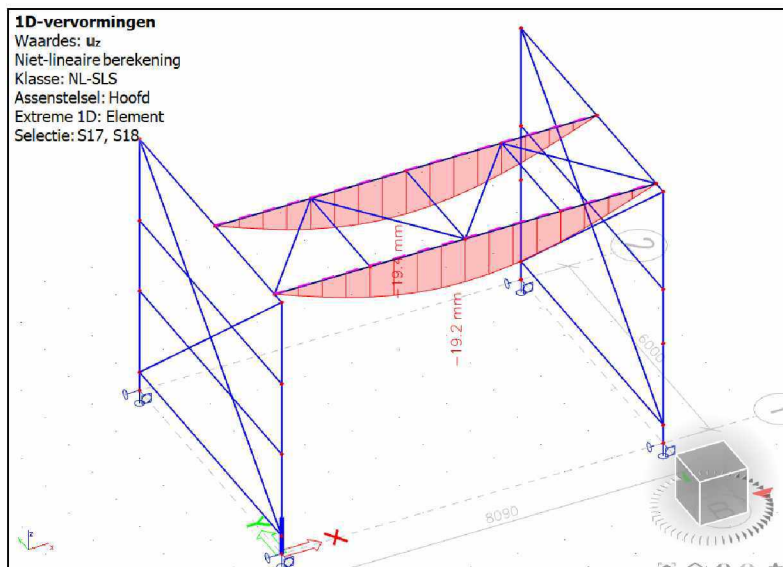 1D-vervormingen
Waardes: uz
Niet-lineaire berekening
Klasse: NL-SLS
Assenstelsel: Hoofd
Extreme 1D: Element
Selectie: S17, S18
-19.4 mm
-19.2 mm
2
6000
1
8090
Y
X
z
x